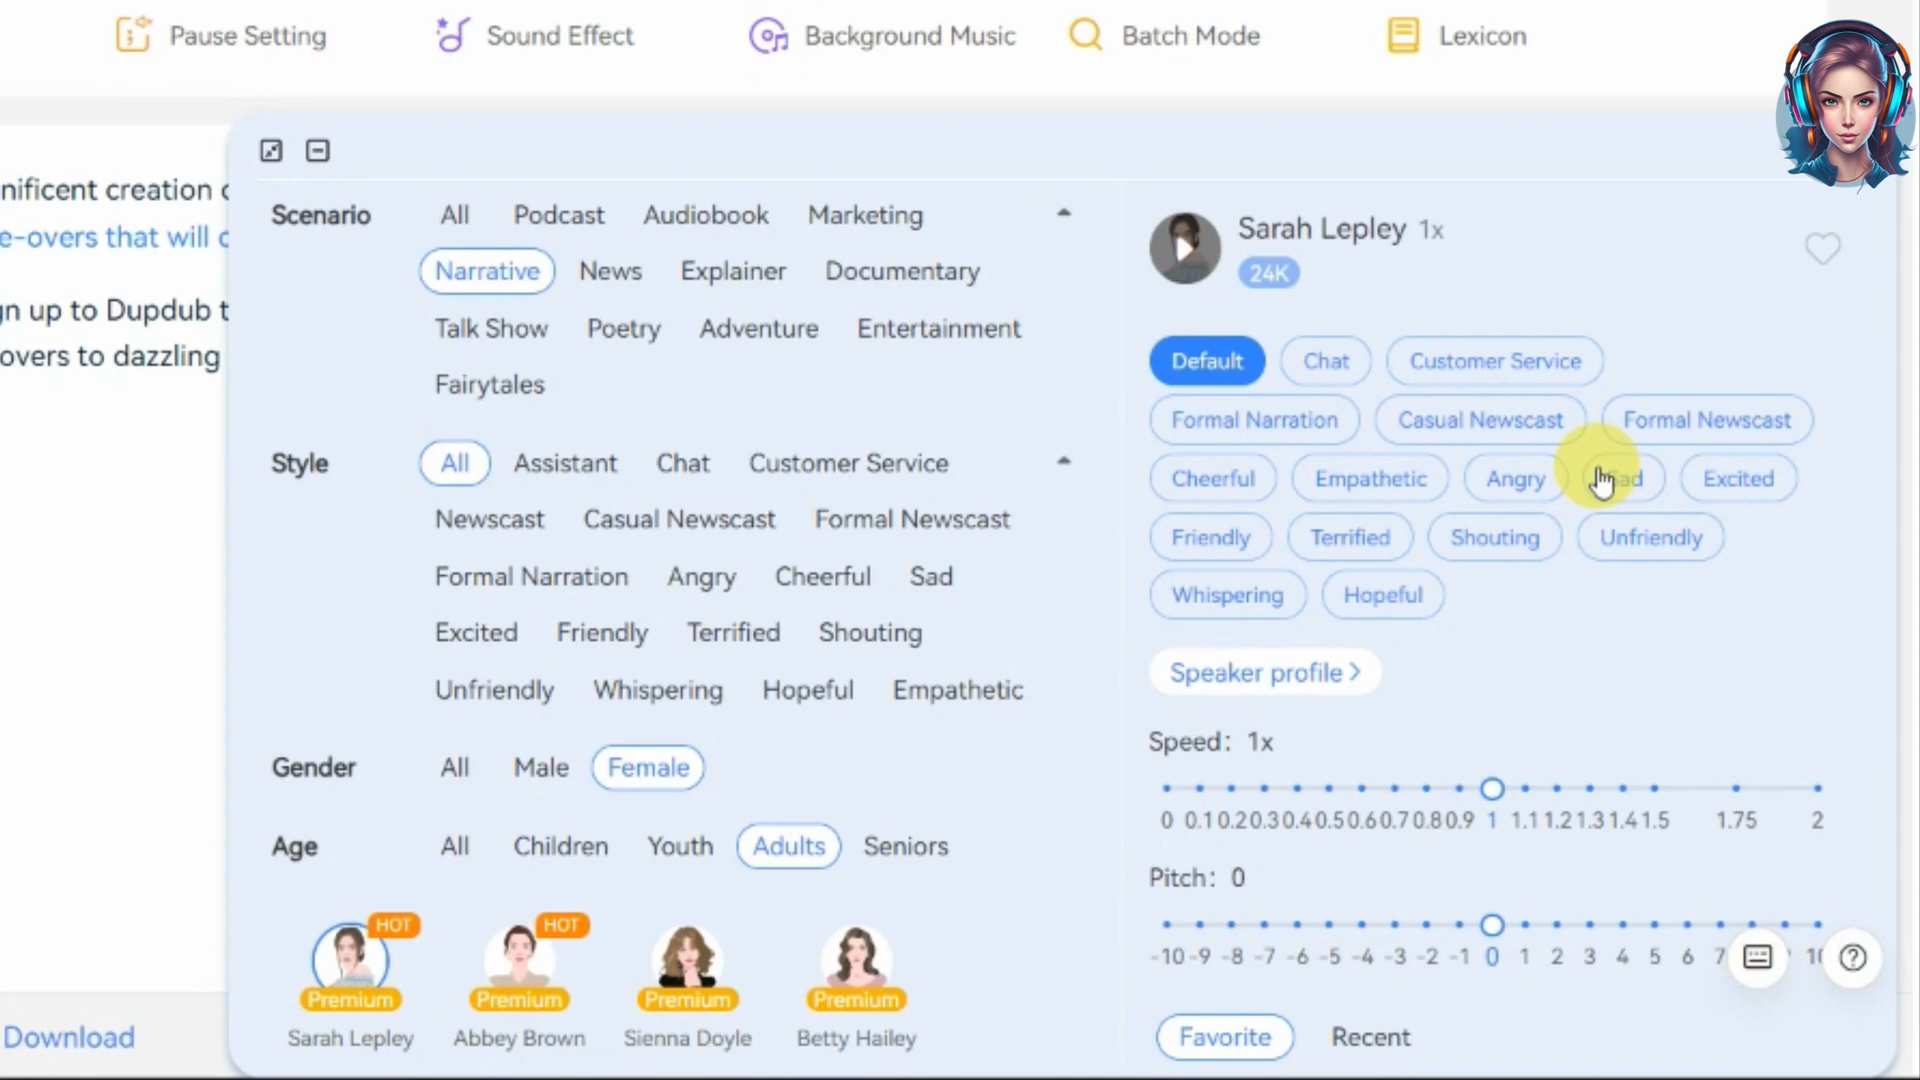 Pause Setting Sound Effect Background Music Batch Mode Lexicon
nificent creation
e-overs that will
n up to Dupdub
overs to dazzling
Download
Scenario All Podcast Audiobook Marketing
Narrative News Explainer Documentary
Talk Show Poetry Adventure Entertainment
Fairytales
Style All Assistant Chat Customer Service
Newscast Casual Newscast Formal Newscast
Formal Narration Angry Cheerful Sad
Excited Friendly Terrified Shouting
Unfriendly Whispering Hopeful Empathetic
Gender All Male Female
Age All Children Youth Adults Seniors
HOT HOT
Premium Premium Premium Premium
Sarah Lepley Abbey Brown Sienna Doyle Betty Hailey
Sarah Lepley 1x
24K
Default Chat Customer Service
Formal Narration Casual Newscast Formal Newscast
Cheerful Empathetic Angry Sad Excited
Friendly Terrified Shouting Unfriendly
Whispering Hopeful
Speaker profile >
Speed: 1x
0 0.1 0.2 0.3 0.4 0.5 0.6 0.7 0.8 0.9 1 1.1 1.2 1.3 1.4 1.5 1.75 2
Pitch: 0
-10 -9 -8 -7 -6 -5 -4 -3 -2 -1 0 1 2 3 4 5 6 7 10
Favorite Recent